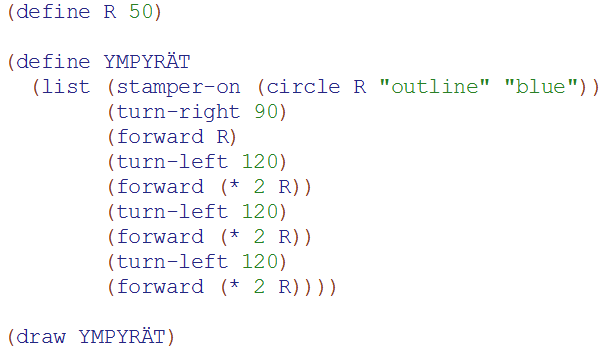 (define R 50)
(define YMPYRÄT
(list (stamper-on (circle R "outline" "blue"))
(turn-right 90)
(forward R)
(turn-left 120)
(forward (* 2 R))
(turn-left 120)
(forward (* 2 R))
(turn-left 120)
(forward (* 2 R))))
(draw YMPYRÄT)